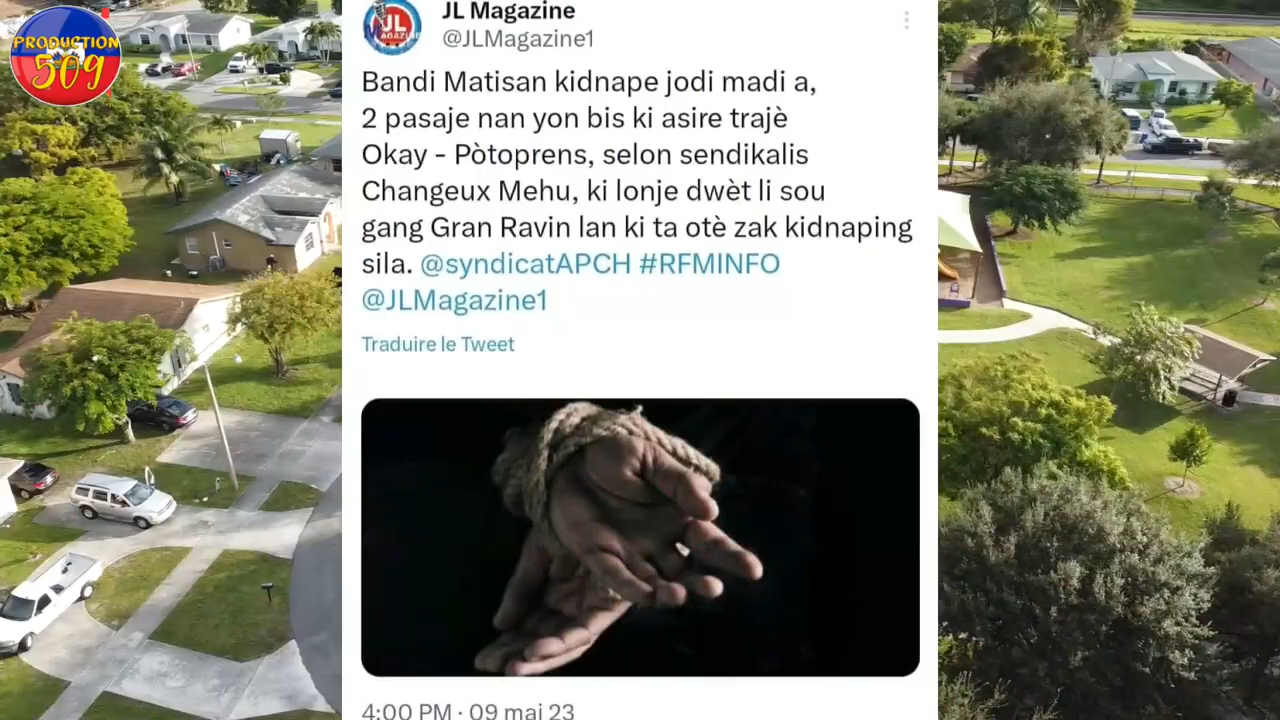 PRODUCTION
509
JL
MAGAZINE
JL Magazine
@JLMagazine1
Bandi Matisan kidnape jodi madi a,
2 pasaje nan yon bis ki asire trajè
Okay - Pòtoprens, selon sendikalis
Changeux Mehu, ki lonje dwèt li sou
gang Gran Ravin lan ki ta otè zak kidnaping
sila. @syndicatAPCH #RFMINFO
@JLMagazine1
Traduire le Tweet
4:00 PM · 09 mai 23